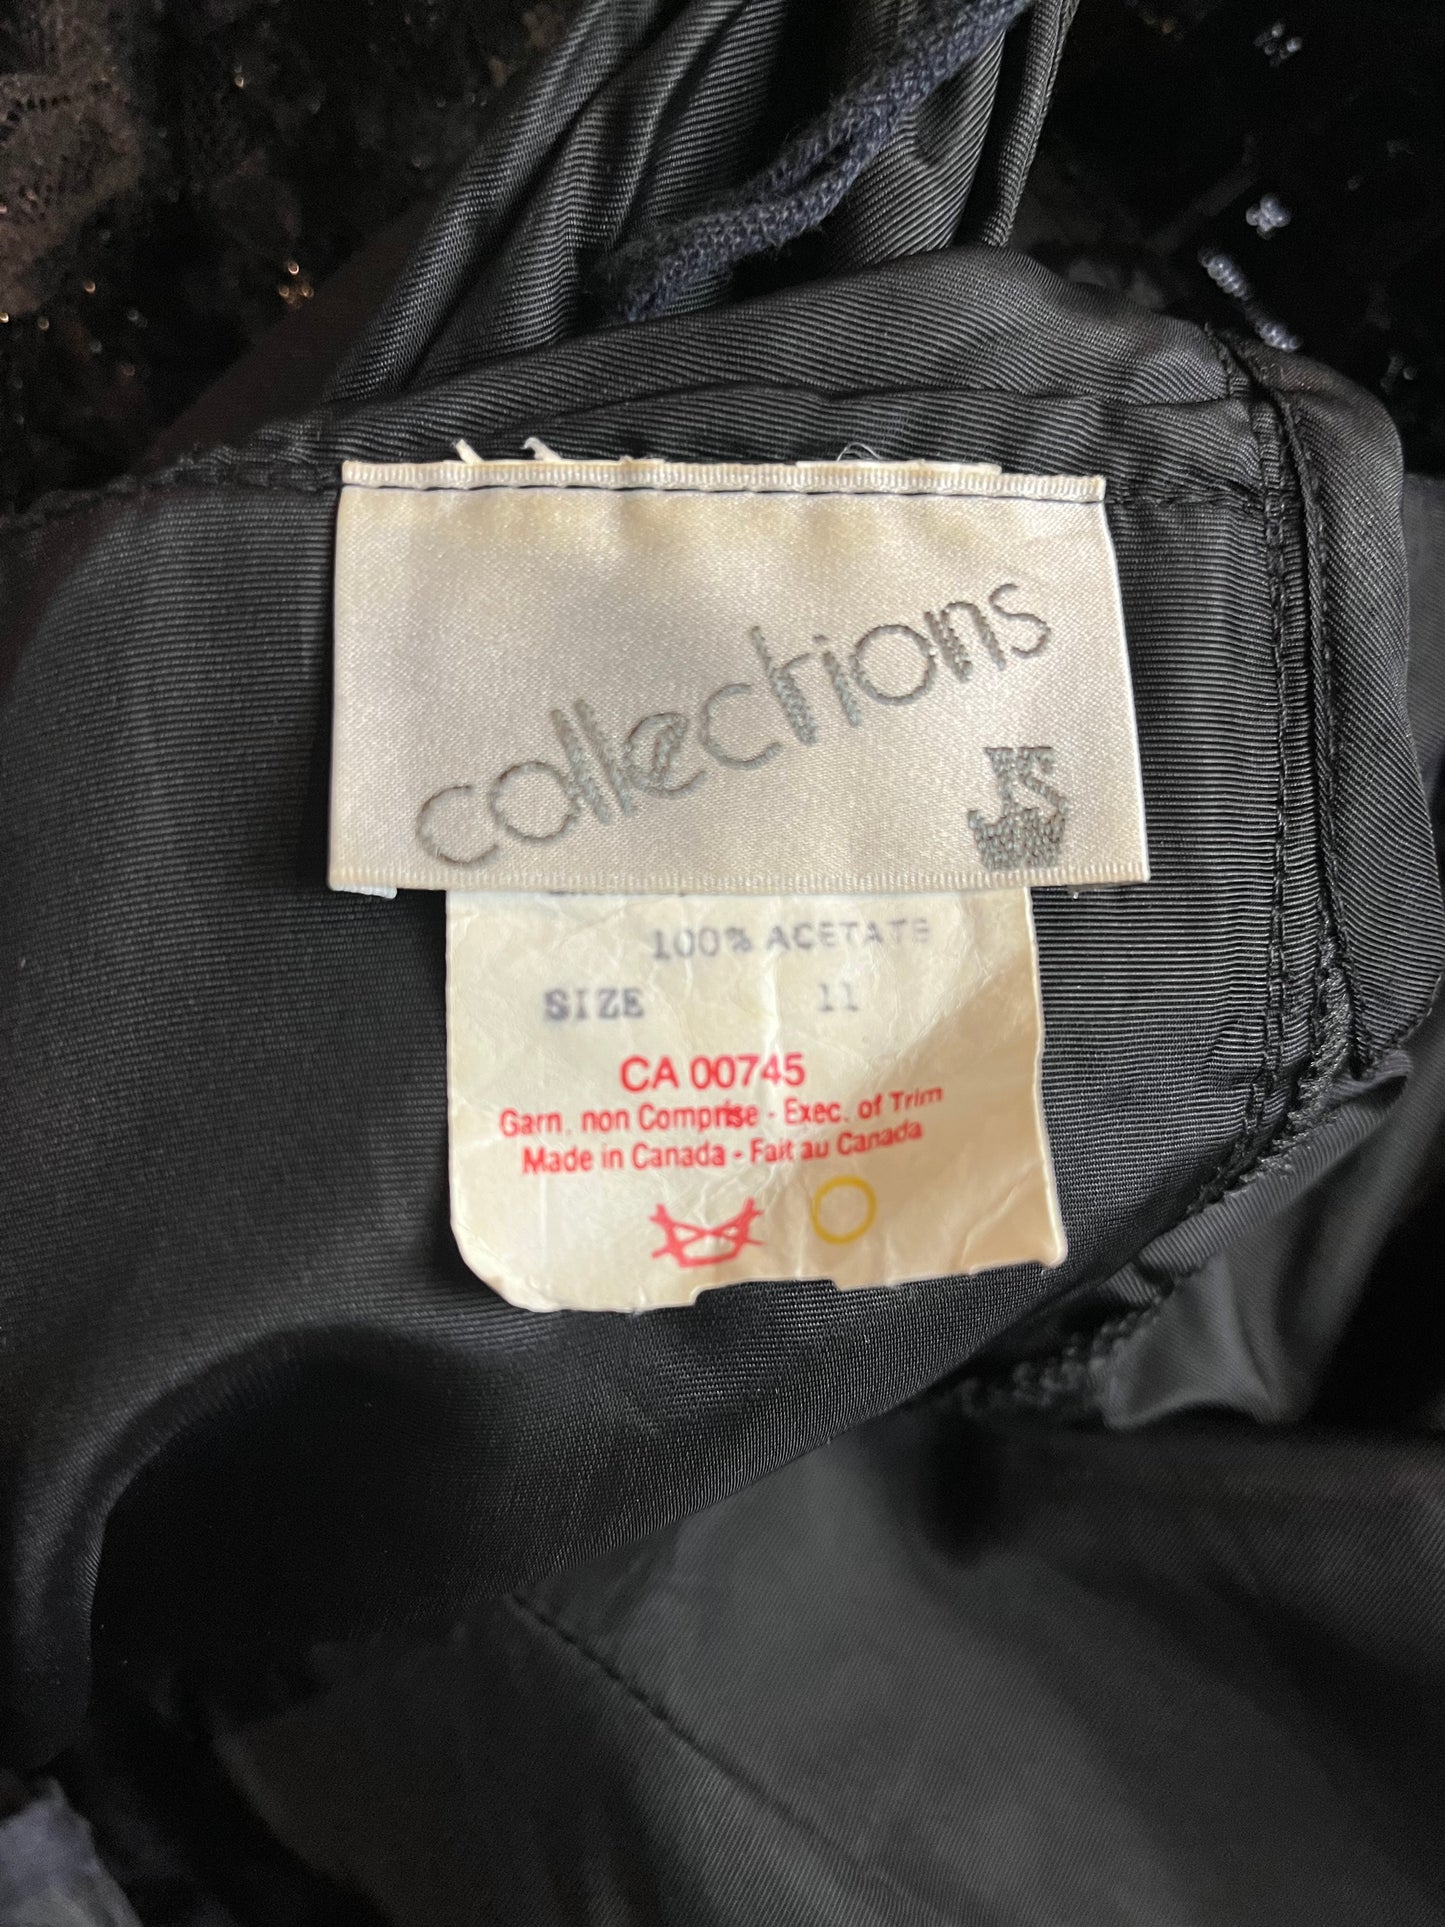 collections
JS
100% ACETATE
SIZE 11
CA 00745
Garn. non Comprise - Exec. of Trim
Made in Canada - Fait au Canada